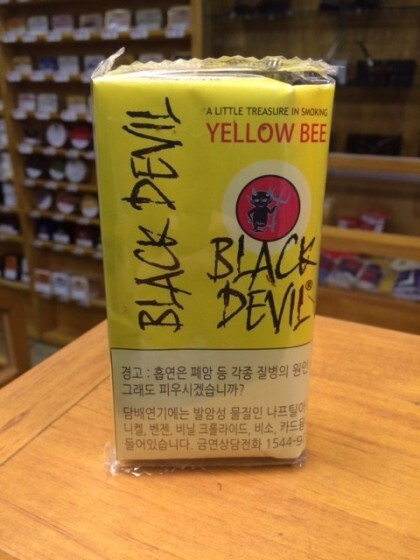 BLACK DEVIL
A LITTLE TREASURE IN SMOKING
YELLOW BEE
BLACK
DEVIL®
경고 : 흡연은 폐암 등 각종 질병의 원인
그래도 피우시겠습니까?
담배연기에는 발암성 물질인 나프틸아
니켈, 벤젠, 비닐 크롤라이드, 비소, 카드뮴
들어있습니다. 금연상담전화 1544-9